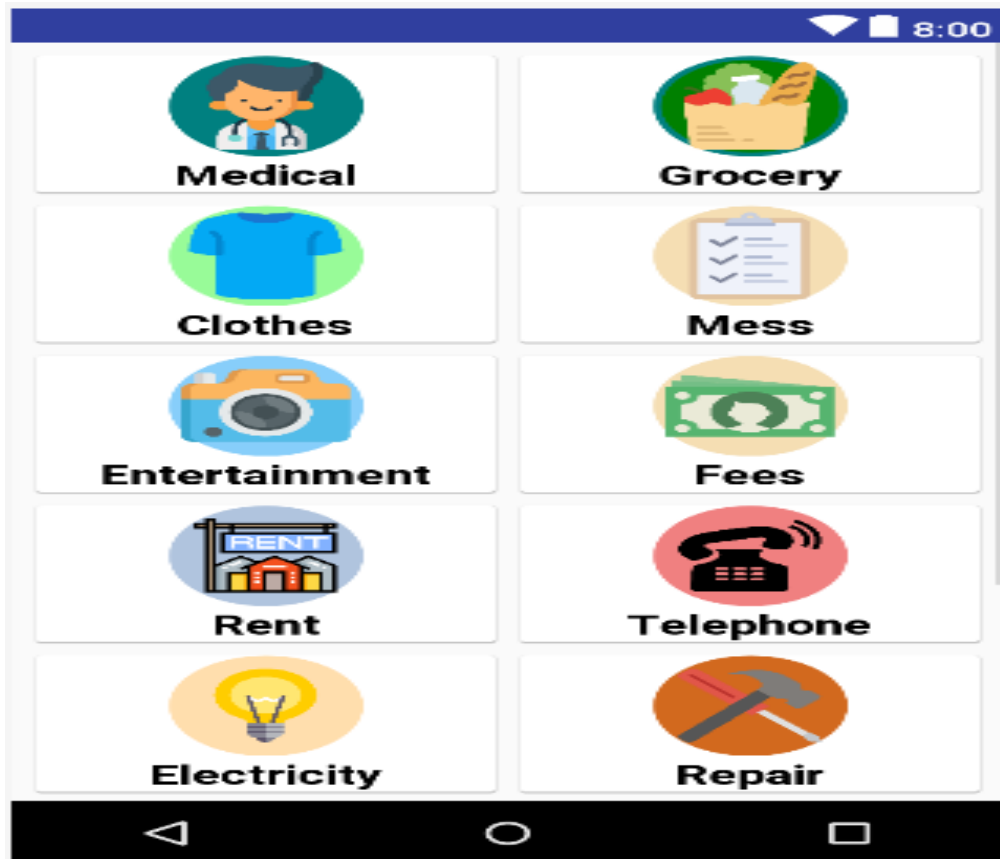 8:00
Medical
Grocery
Clothes
Mess
Entertainment
Fees
RENT
Rent
Telephone
Electricity
Repair